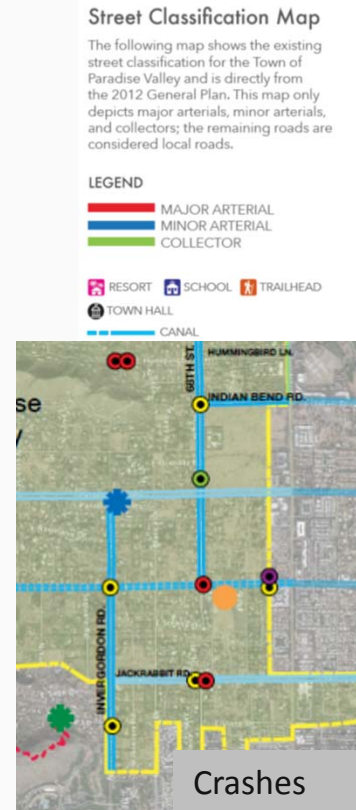 Street Classification Map
The following map shows the existing
street classification for the Town of
Paradise Valley and is directly from
the 2012 General Plan. This map only
depicts major arterials, minor arterials,
and collectors; the remaining roads are
considered local roads.
LEGEND
MAJOR ARTERIAL
MINOR ARTERIAL
COLLECTOR
RESORT SCHOOL TRAILHEAD
TOWN HALL
CANAL
68TH ST.
HUMMINGBIRD LN.
INDIAN BEND RD.
se
y
INVERGORDON RD.
JACKRABBIT RD.
Crashes